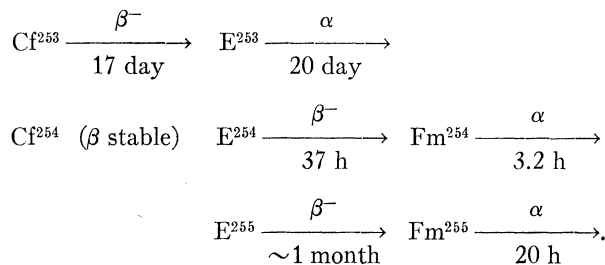 β− α
Cf²⁵³ ⟶ E²⁵³ ⟶
17 day 20 day
β− α
Cf²⁵⁴ (β stable) E²⁵⁴ ⟶ Fm²⁵⁴ ⟶
37 h 3.2 h
β− α
E²⁵⁵ ⟶ Fm²⁵⁵ ⟶.
∼1 month 20 h